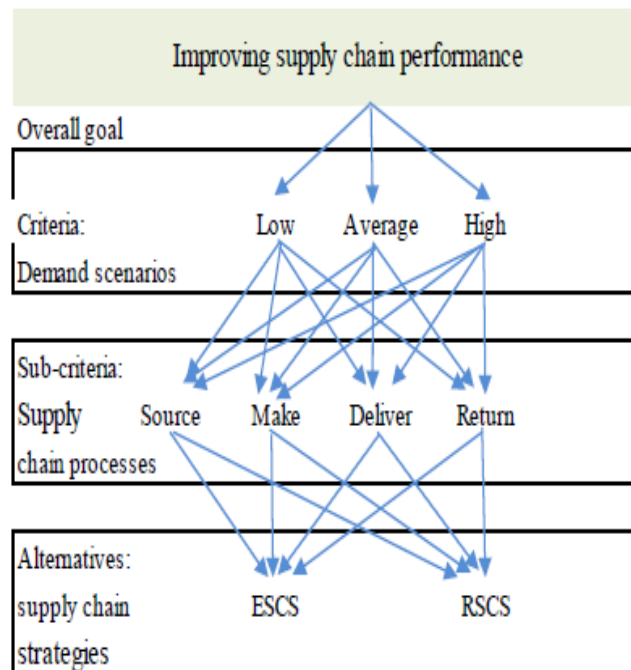 Improving supply chain performance
Overall goal
Criteria: Low Average High
Demand scenarios
Sub-criteria:
Supply Source Make Deliver Return
chain processes
Alternatives:
supply chain ESCS RSCS
strategies